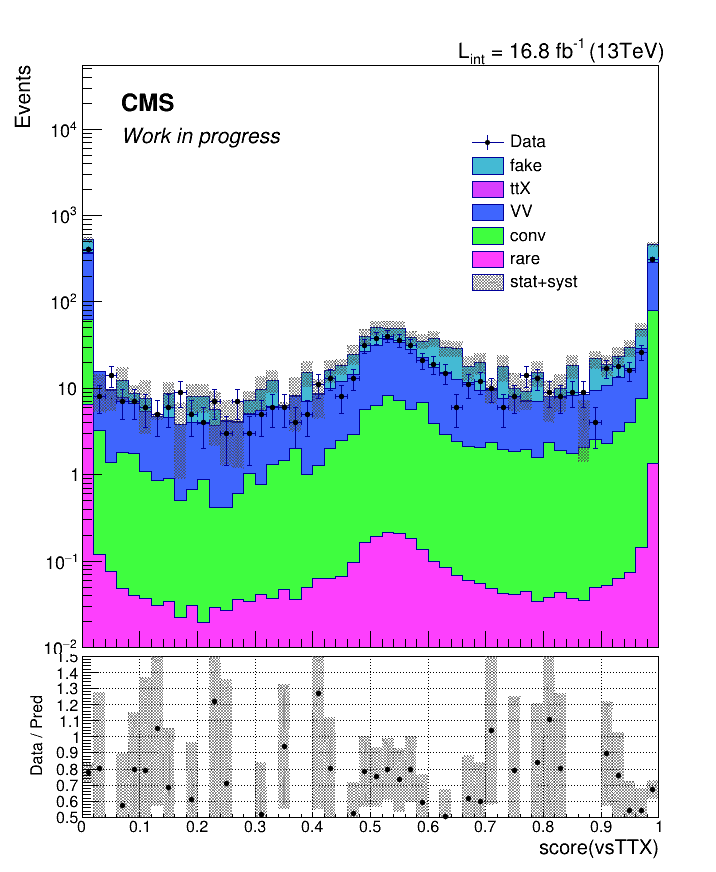 L_int = 16.8 fb^-1 (13TeV)
Events
CMS
Work in progress
Data
fake
ttX
VV
conv
rare
stat+syst
10^4
10^3
10^2
10
1
10^-1
10^-2
Data / Pred
1.5
1.4
1.3
1.2
1.1
1
0.9
0.8
0.7
0.6
0.5
0 0.1 0.2 0.3 0.4 0.5 0.6 0.7 0.8 0.9 1
score(vsTTX)